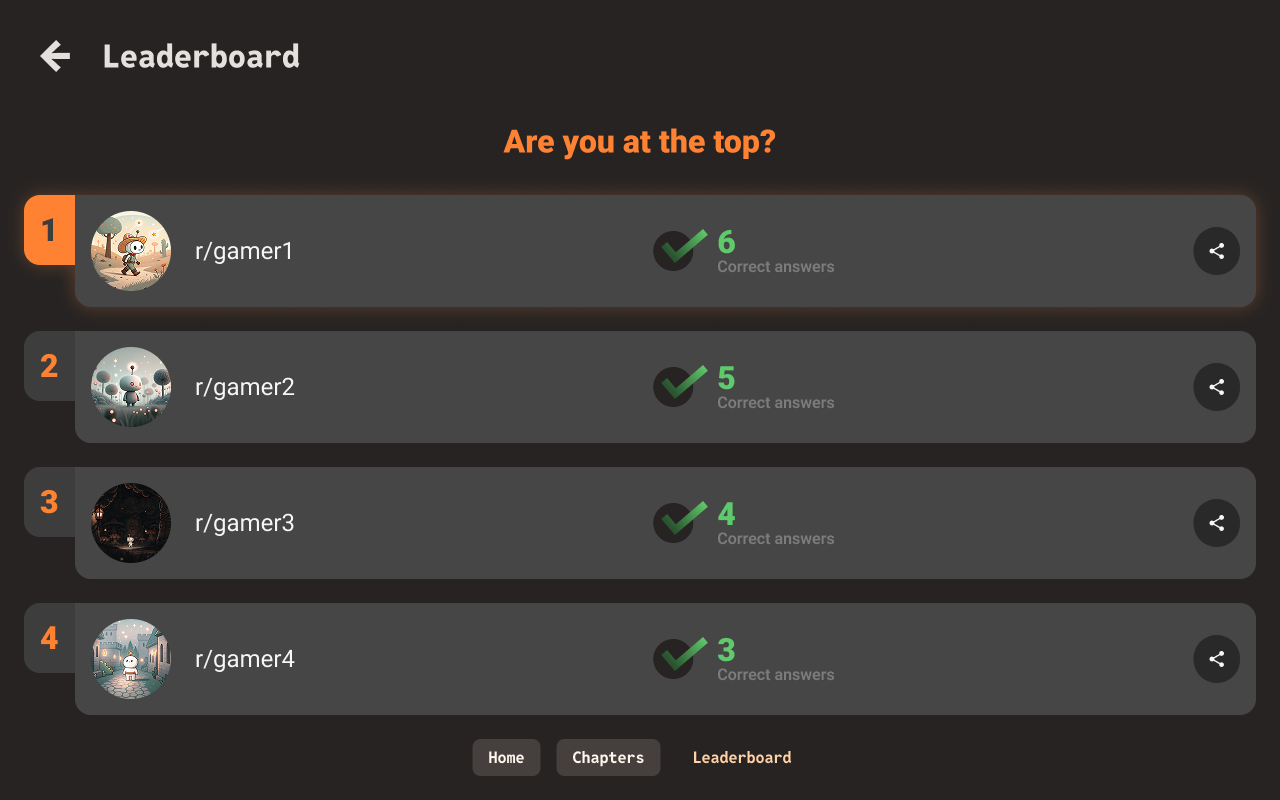 Leaderboard
Are you at the top?
1
r/gamer1
6
Correct answers
2
r/gamer2
5
Correct answers
3
r/gamer3
4
Correct answers
4
r/gamer4
3
Correct answers
Home Chapters Leaderboard